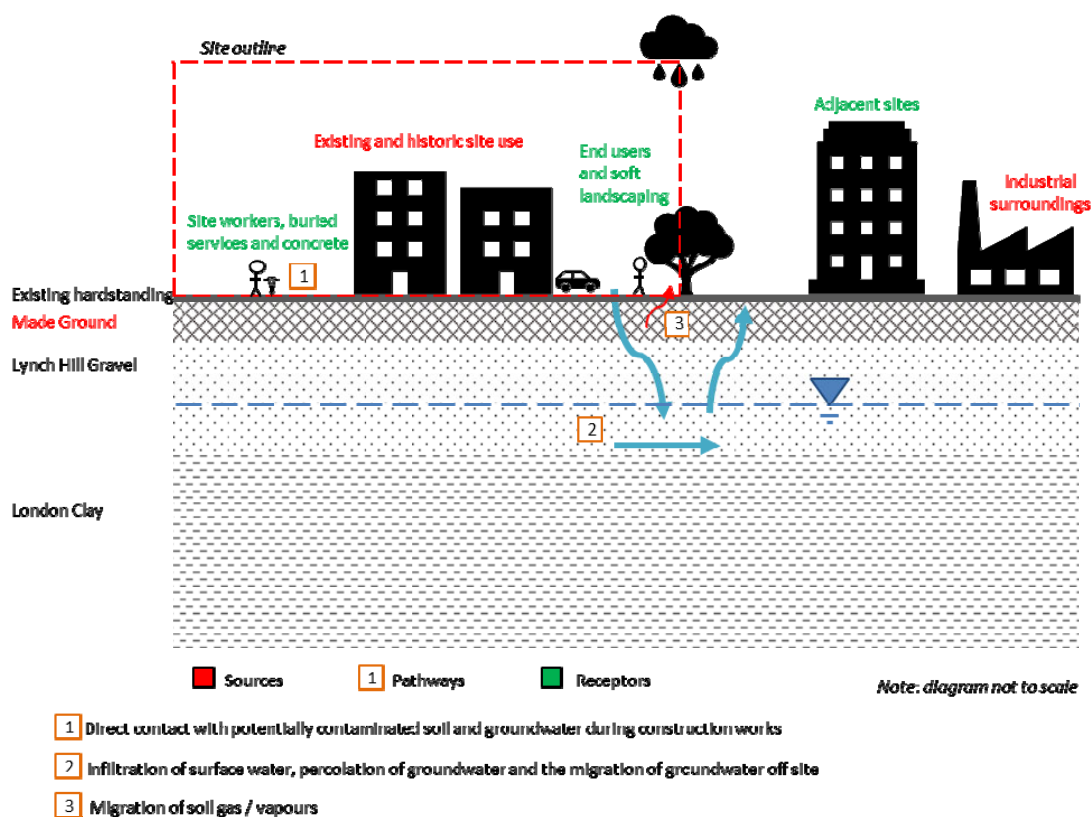 Site outline
Adjacent sites
Existing and historic site use
End users
and soft
landscaping
Industrial
surroundings
Site workers, buried
services and concrete
1
Existing hardstanding
Made Ground
3
Lynch Hill Gravel
2
London Clay
Sources
1 Pathways
Receptors
Note: diagram not to scale
1 Direct contact with potentially contaminated soil and groundwater during construction works
2 Infiltration of surface water, percolation of groundwater and the migration of groundwater off site
3 Migration of soil gas / vapours